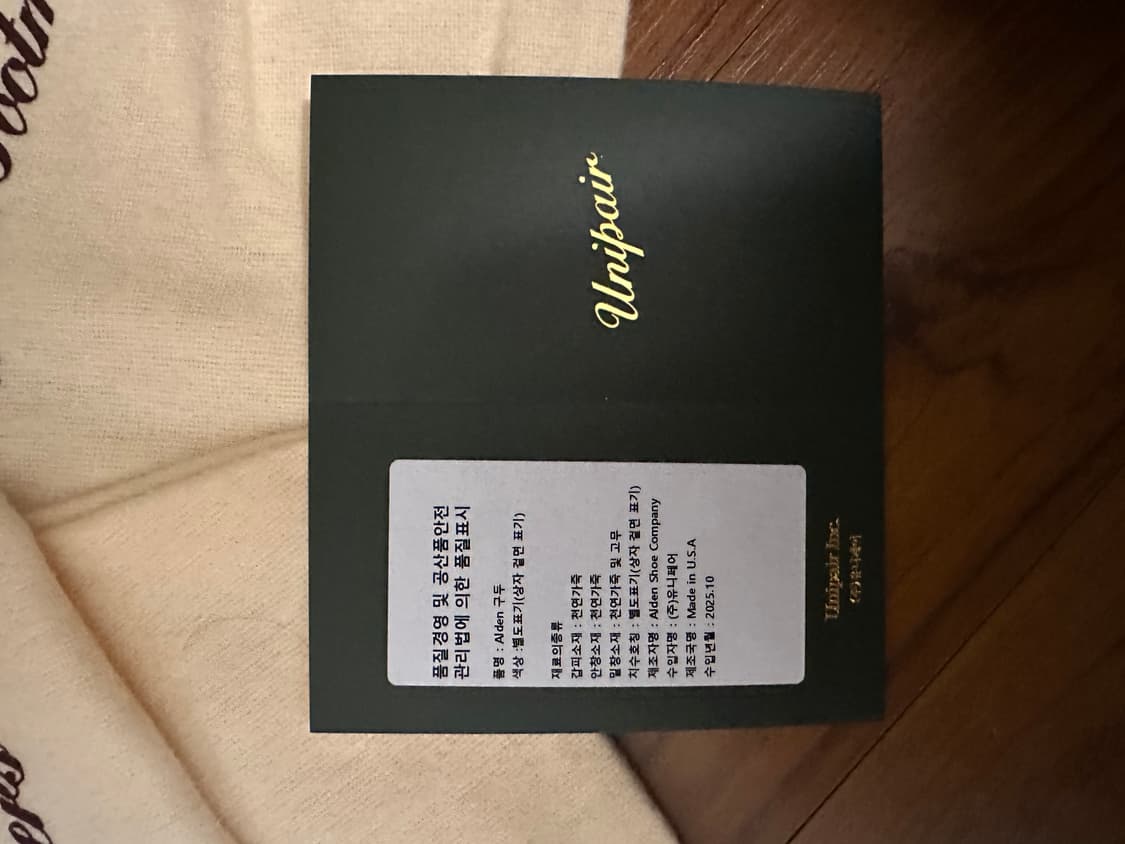 Unipair
품질경영 및 공산품안전
관리법에 의한 품질표시
품명 : Alden 구두
색상 :별도표기(상자 겉면 표기)
재료의종류
갑피소재 : 천연가죽
안창소재 : 천연가죽
밑창소재 : 천연가죽 및 고무
치수호칭 : 별도표기(상자 겉면 표기)
제조자명 : Alden Shoe Company
수입자명 : (주)유니페어
제조국명 : Made in U.S.A
수입년월 : 2025.10
Unipair Inc.
(주)유니페어